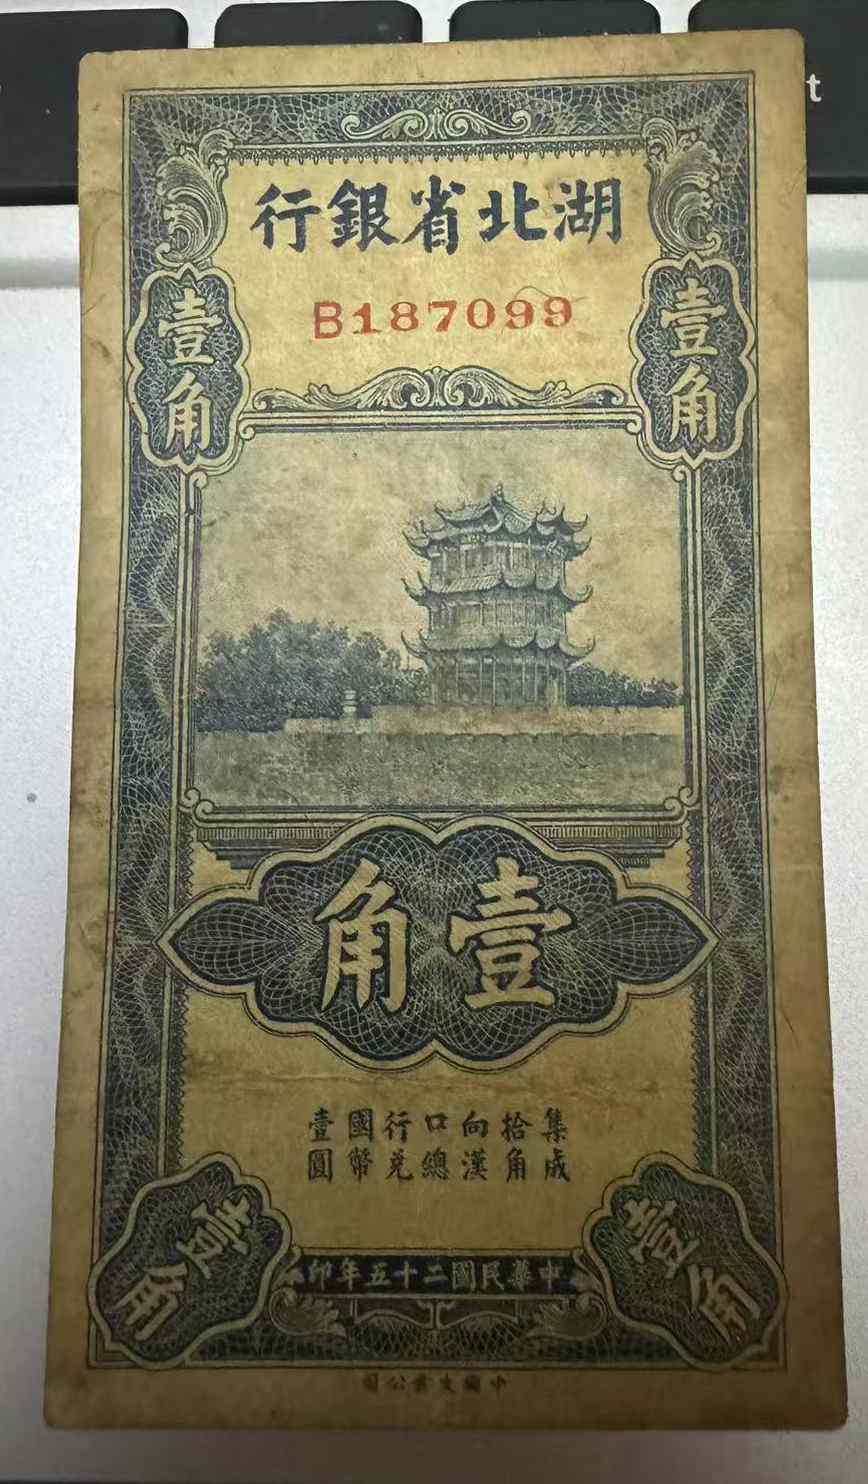 湖北省銀行
B187099
壹角
壹角
壹角
集成
拾角
向漢
口總
行兌
國幣
壹圓
壹角
壹角
中華民國二十五年印
t